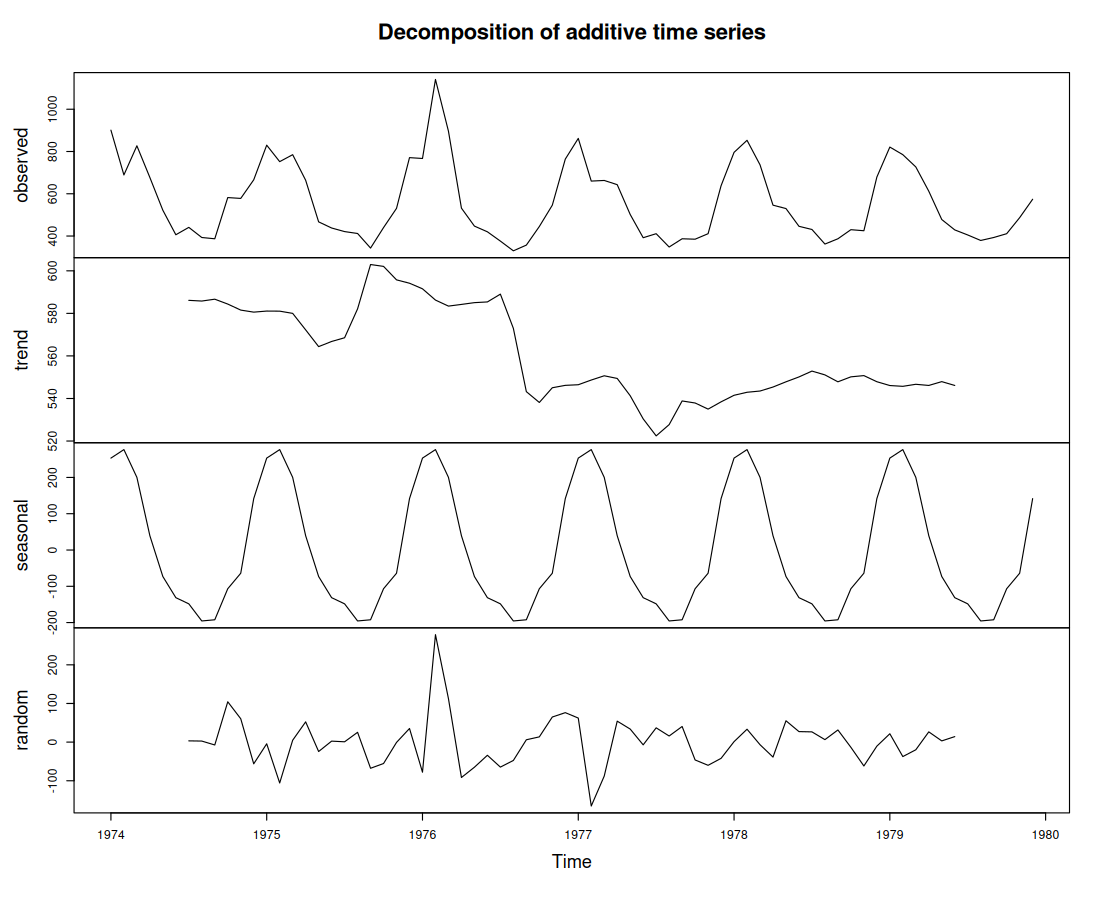 Decomposition of additive time series
observed
400 600 800 1000
trend
520 540 560 580 600
seasonal
-200 -100 0 100 200
random
-100 0 100 200
1974 1975 1976 1977 1978 1979 1980
Time